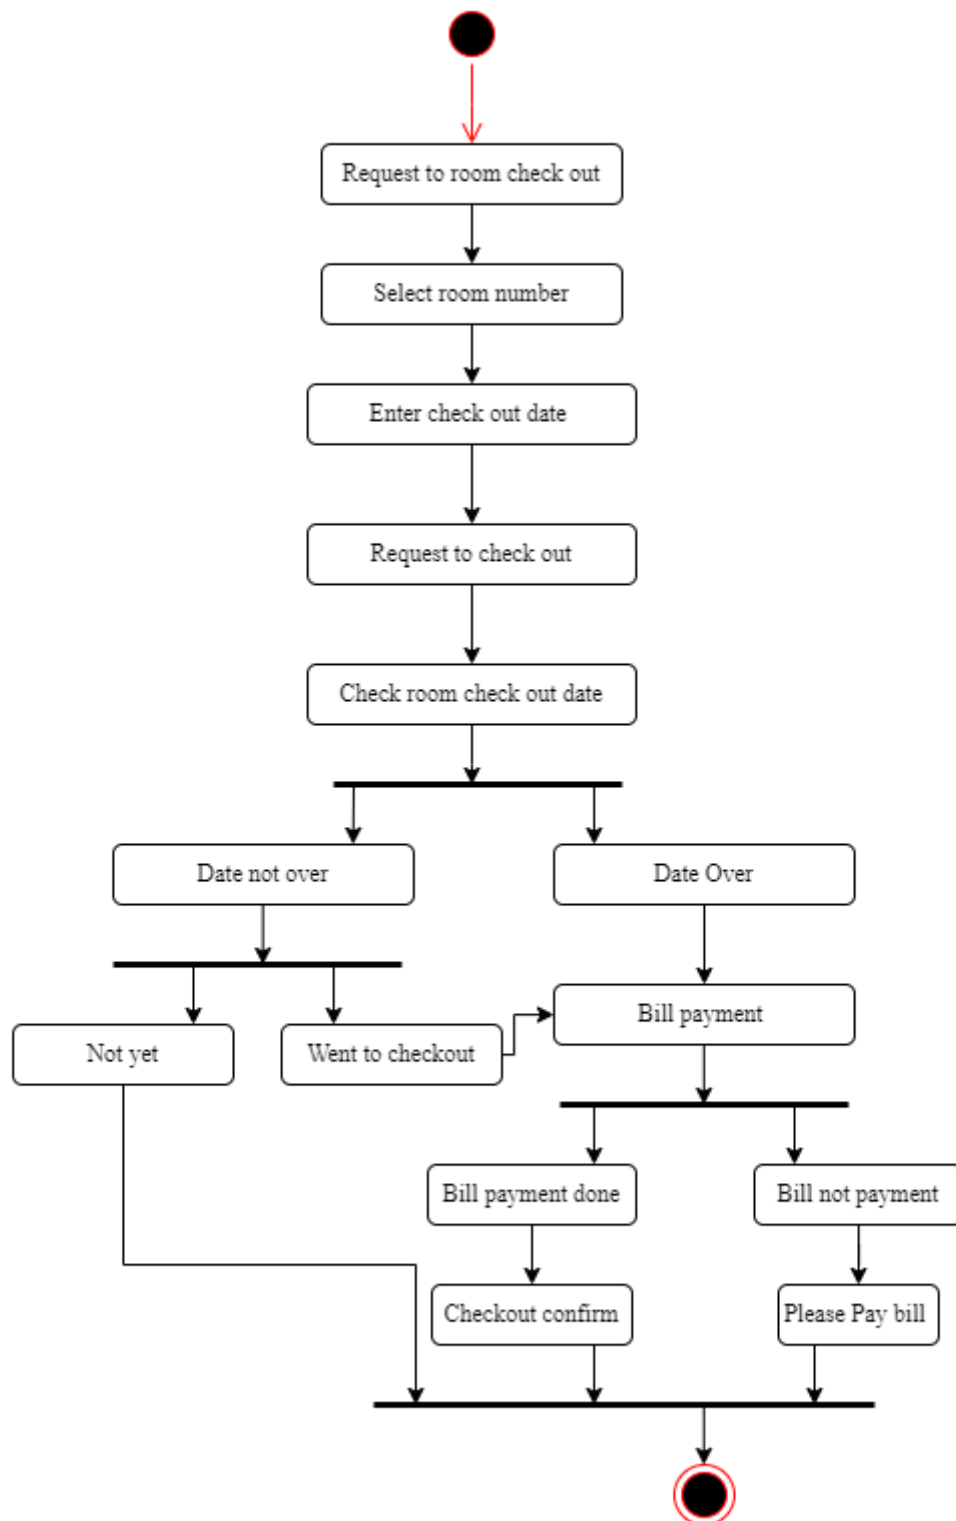 Request to room check out
Select room number
Enter check out date
Request to check out
Check room check out date
Date not over
Date Over
Bill payment
Not yet
Went to checkout
Bill payment done
Bill not payment
Checkout confirm
Please Pay bill